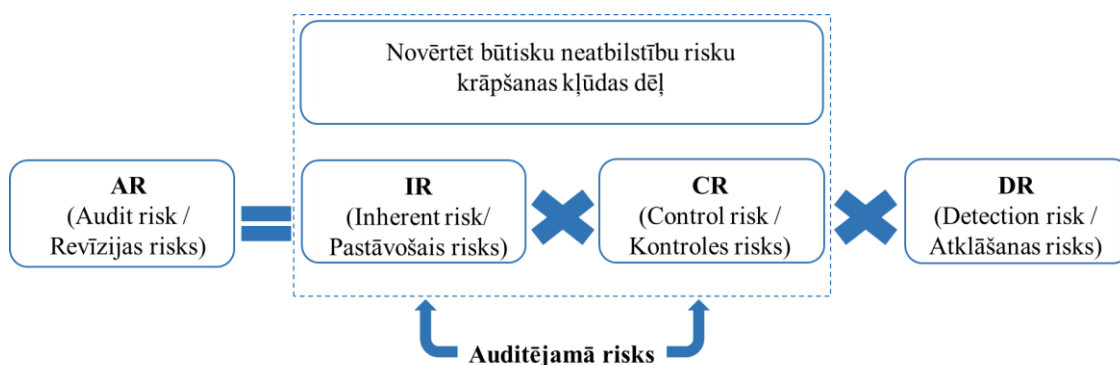 Novērtēt būtisku neatbilstību risku
krāpšanas kļūdas dēļ
AR
(Audit risk /
Revīzijas risks)
IR
(Inherent risk/
Pastāvošais risks)
CR
(Control risk /
Kontroles risks)
DR
(Detection risk /
Atklāšanas risks)
Auditējamā risks